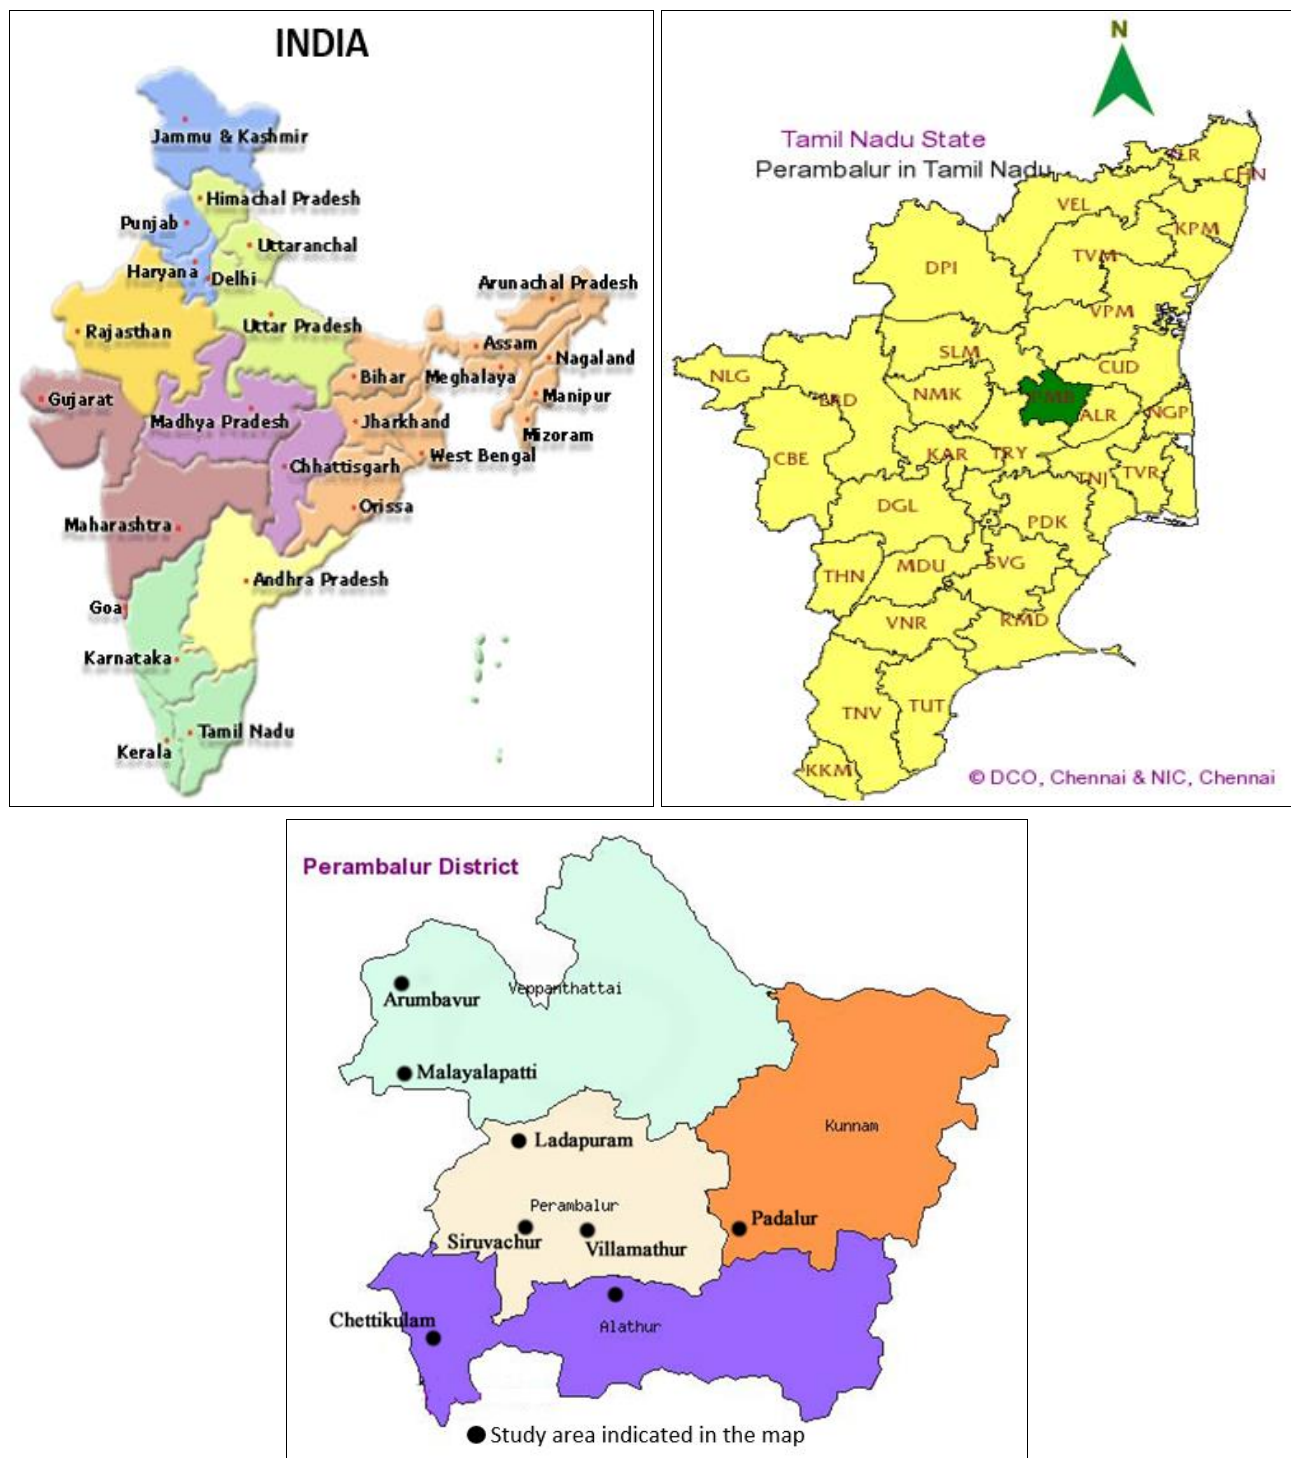 INDIA
Jammu & Kashmir
Himachal Pradesh
Punjab
Uttaranchal
Haryana
Delhi
Arunachal Pradesh
Rajasthan
Uttar Pradesh
Assam
Nagaland
Bihar
Meghalaya
Gujarat
Manipur
Madhya Pradesh
Jharkhand
Mizoram
West Bengal
Chhattisgarh
Orissa
Maharashtra
Andhra Pradesh
Goa
Karnataka
Tamil Nadu
Kerala
N
Tamil Nadu State
Perambalur in Tamil Nadu
CHN
VEL
KPM
TVM
DPI
VPM
SLM
CUD
NLG
NMK
ALR
NGP
CBE
KAR
TRY
TNJ
TVR
DGL
PDK
THN
MDU
SVG
VNR
RMD
TNV
TUT
KKM
© DCO, Chennai & NIC, Chennai
Perambalur District
Veppanthattai
Arumbavur
Malayalapatti
Kunnam
Ladapuram
Perambalur
Padalur
Siruvachur
Villamathur
Chettikulam
Alathur
Study area indicated in the map